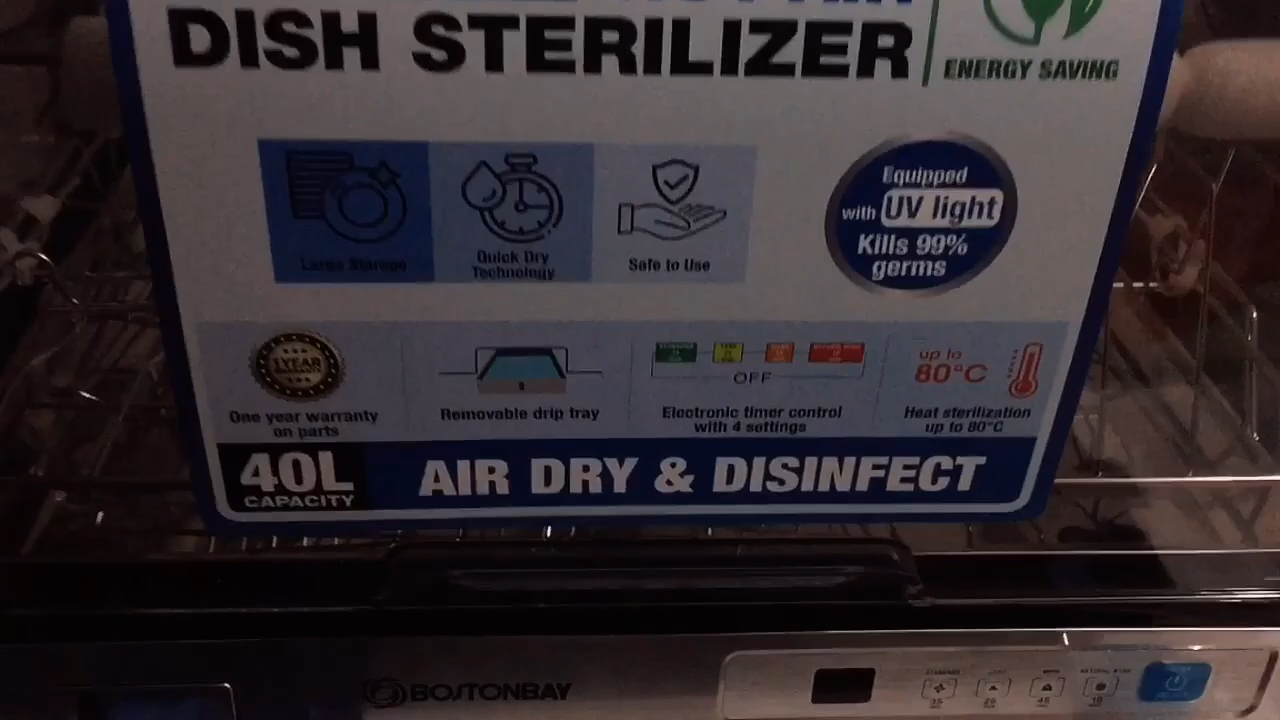 DISH STERILIZER
ENERGY SAVING
Large Storage
Quick Dry
Technology
Safe to Use
Equipped
with UV light
Kills 99%
germs
1 YEAR
One year warranty
on parts
Removable drip tray
OFF
Electronic timer control
with 4 settings
up to
80°C
Heat sterilization
up to 80°C
40L
CAPACITY
AIR DRY & DISINFECT
BOSTONBAY